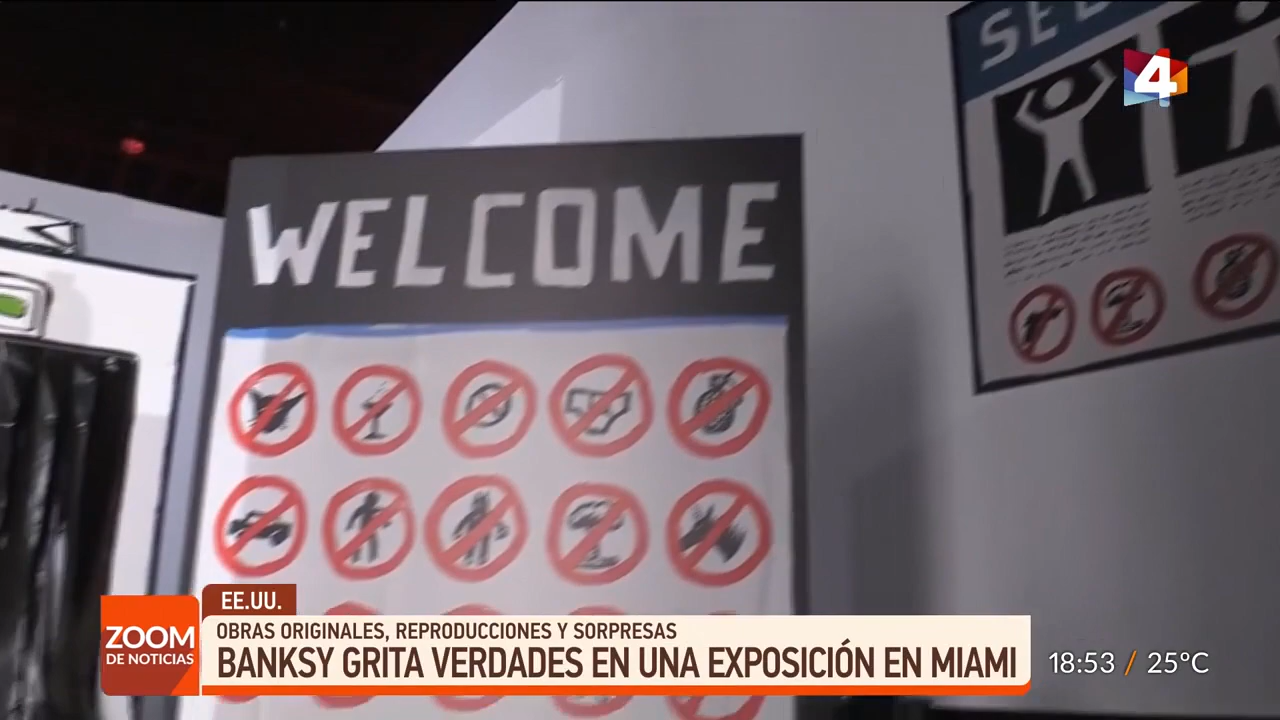 WELCOME
4
EE.UU.
ZOOM
DE NOTICIAS
OBRAS ORIGINALES, REPRODUCCIONES Y SORPRESAS
BANKSY GRITA VERDADES EN UNA EXPOSICIÓN EN MIAMI
18:53 / 25°C